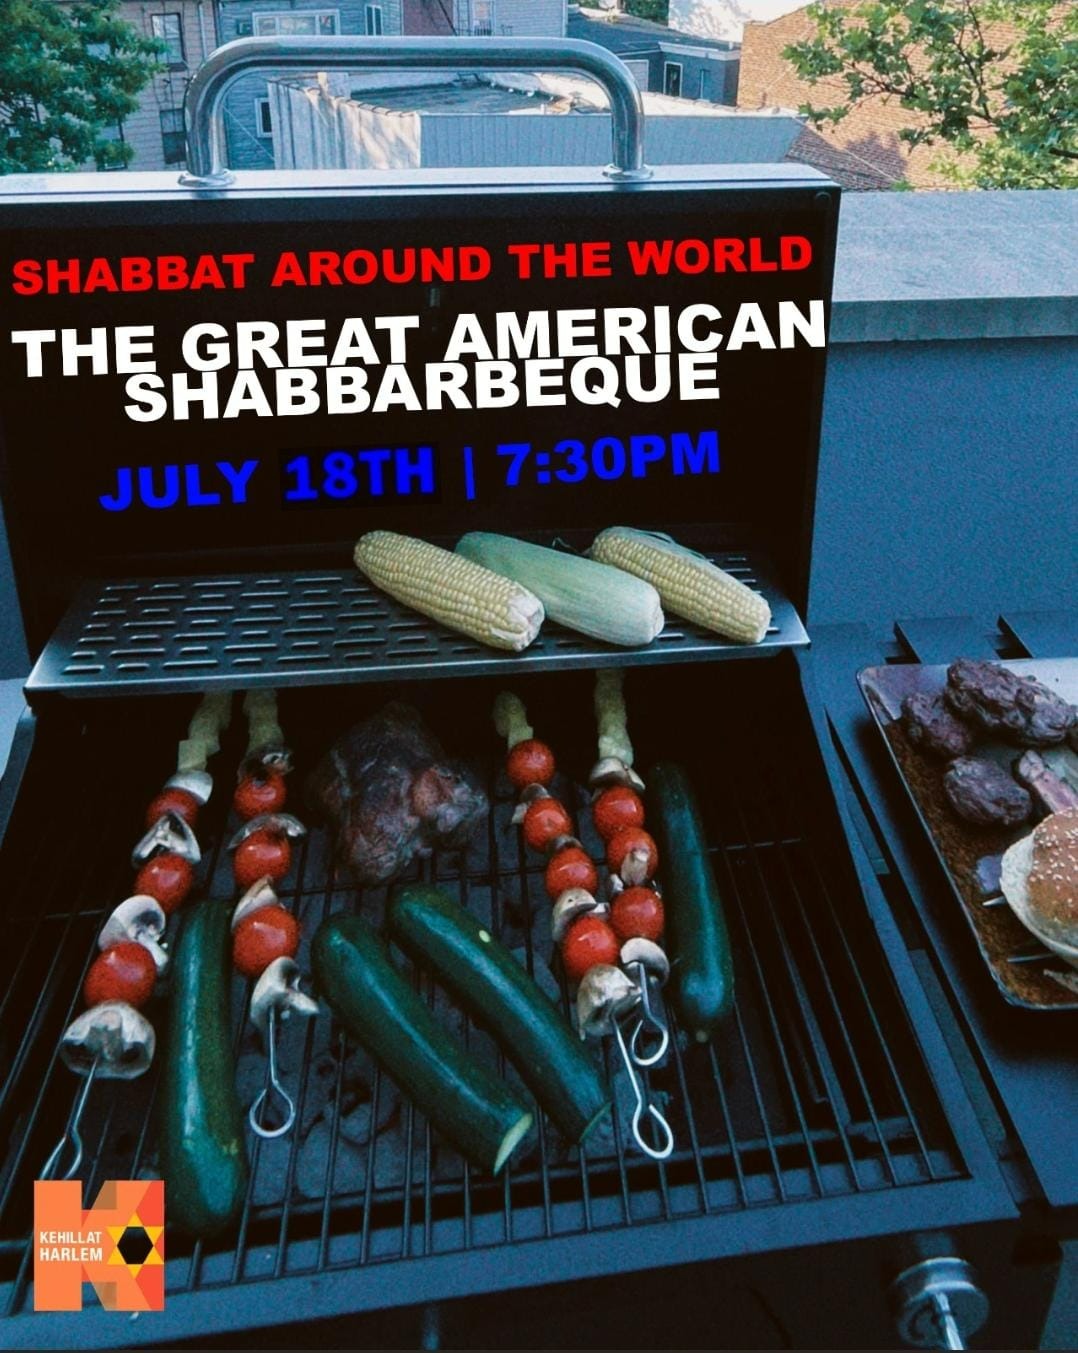 SHABBAT AROUND THE WORLD
THE GREAT AMERICAN
SHABBARBEQUE
JULY 18TH | 7:30PM
KEHILLAT
HARLEM